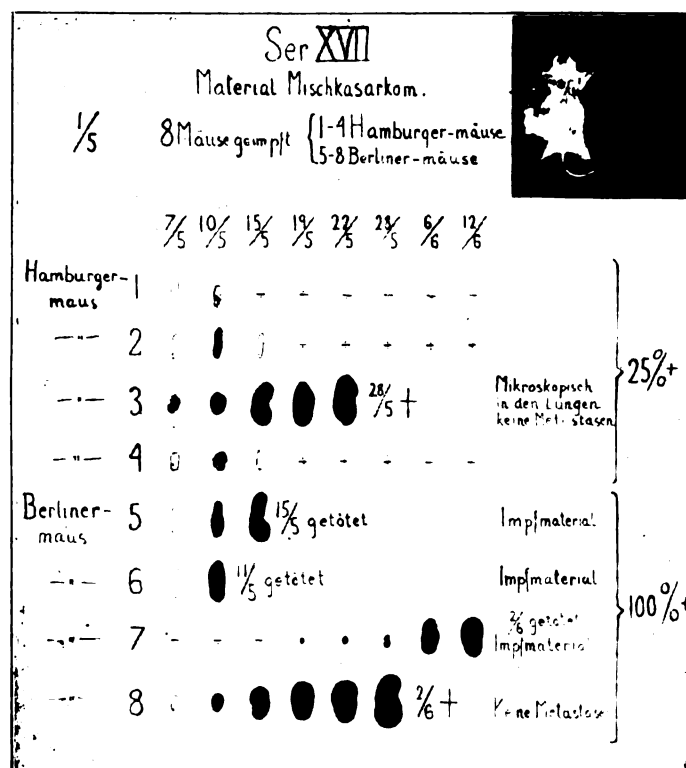 Ser XVII
Material Mischkasarkom.
1/5 8 Mäuse geimpft { 1-4 Hamburger-mäuse
5-8 Berliner-mäuse
7/5 10/5 15/5 19/5 22/5 28/5 6/6 12/6
Hamburger-maus 1 - - - - - -
—"— 2 - + + + + +
—"— 3 28/5 + Mikroskopisch
in den Lungen
keine Metastasen
25%+
—"— 4 + + + - -
Berliner-maus 5 15/5 getötet Impfmaterial
—"— 6 11/5 getötet Impfmaterial
100%+
—"— 7 - - - 2/6 getötet
Impfmaterial
—"— 8 2/6 + Keine Metastase